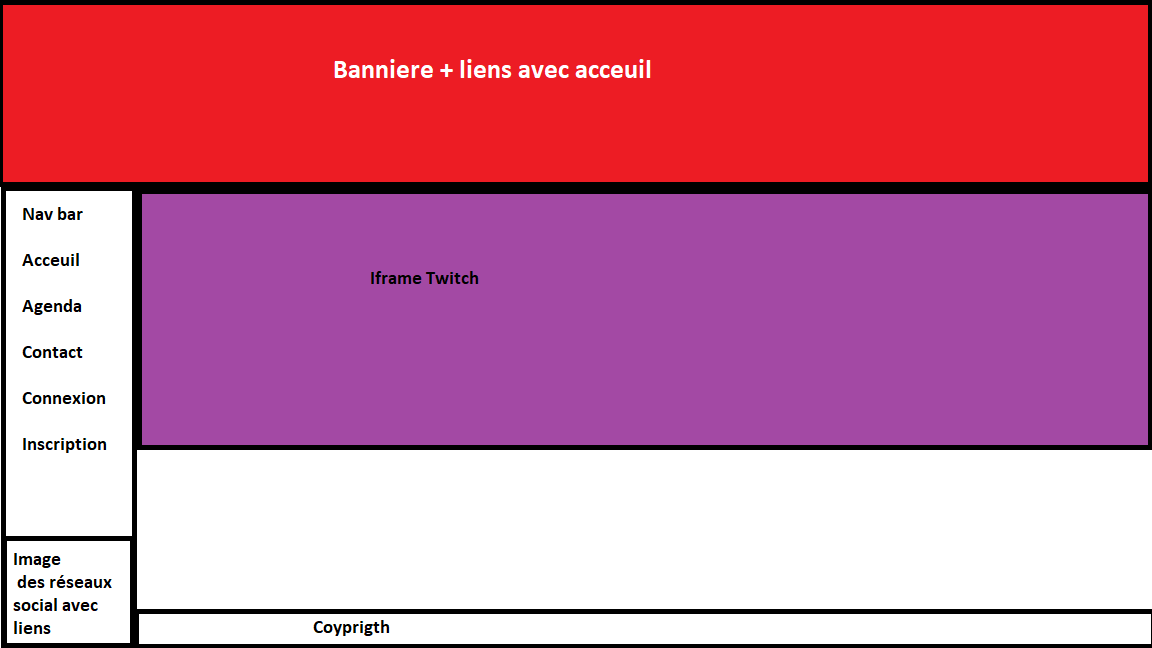 Banniere + liens avec acceuil
Nav bar
Acceuil
Agenda
Contact
Connexion
Inscription
Iframe Twitch
Image
des réseaux
social avec
liens
Coyprigth